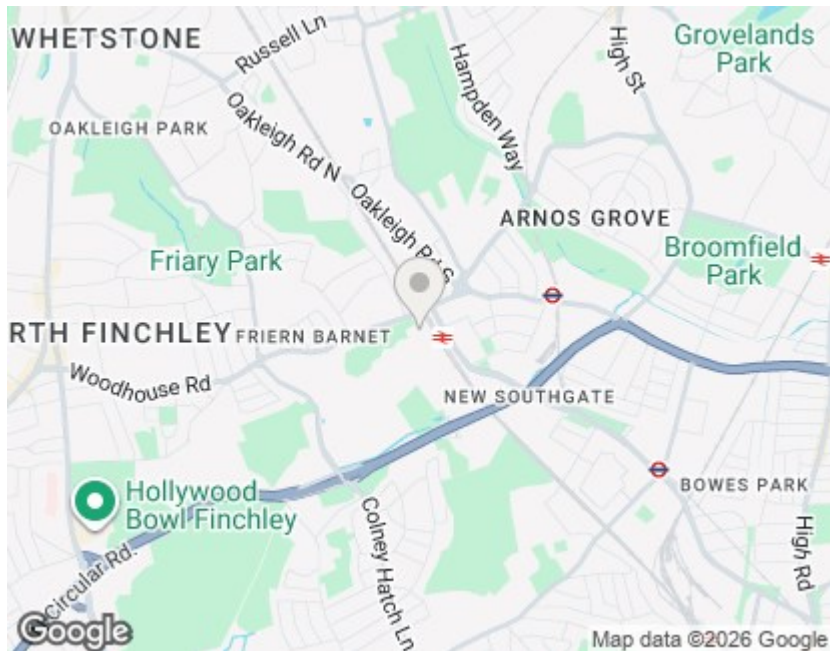 WHETSTONE
Russell Ln
High St
Grovelands
Park
Hampden Way
OAKLEIGH PARK
Oakleigh Rd N
Oakleigh Rd S
ARNOS GROVE
Broomfield
Park
Friary Park
RTH FINCHLEY
FRIERN BARNET
Woodhouse Rd
NEW SOUTHGATE
BOWES PARK
Hollywood
Bowl Finchley
Colney Hatch Ln
High Rd
Circular Rd.
Google
Map data ©2026 Google